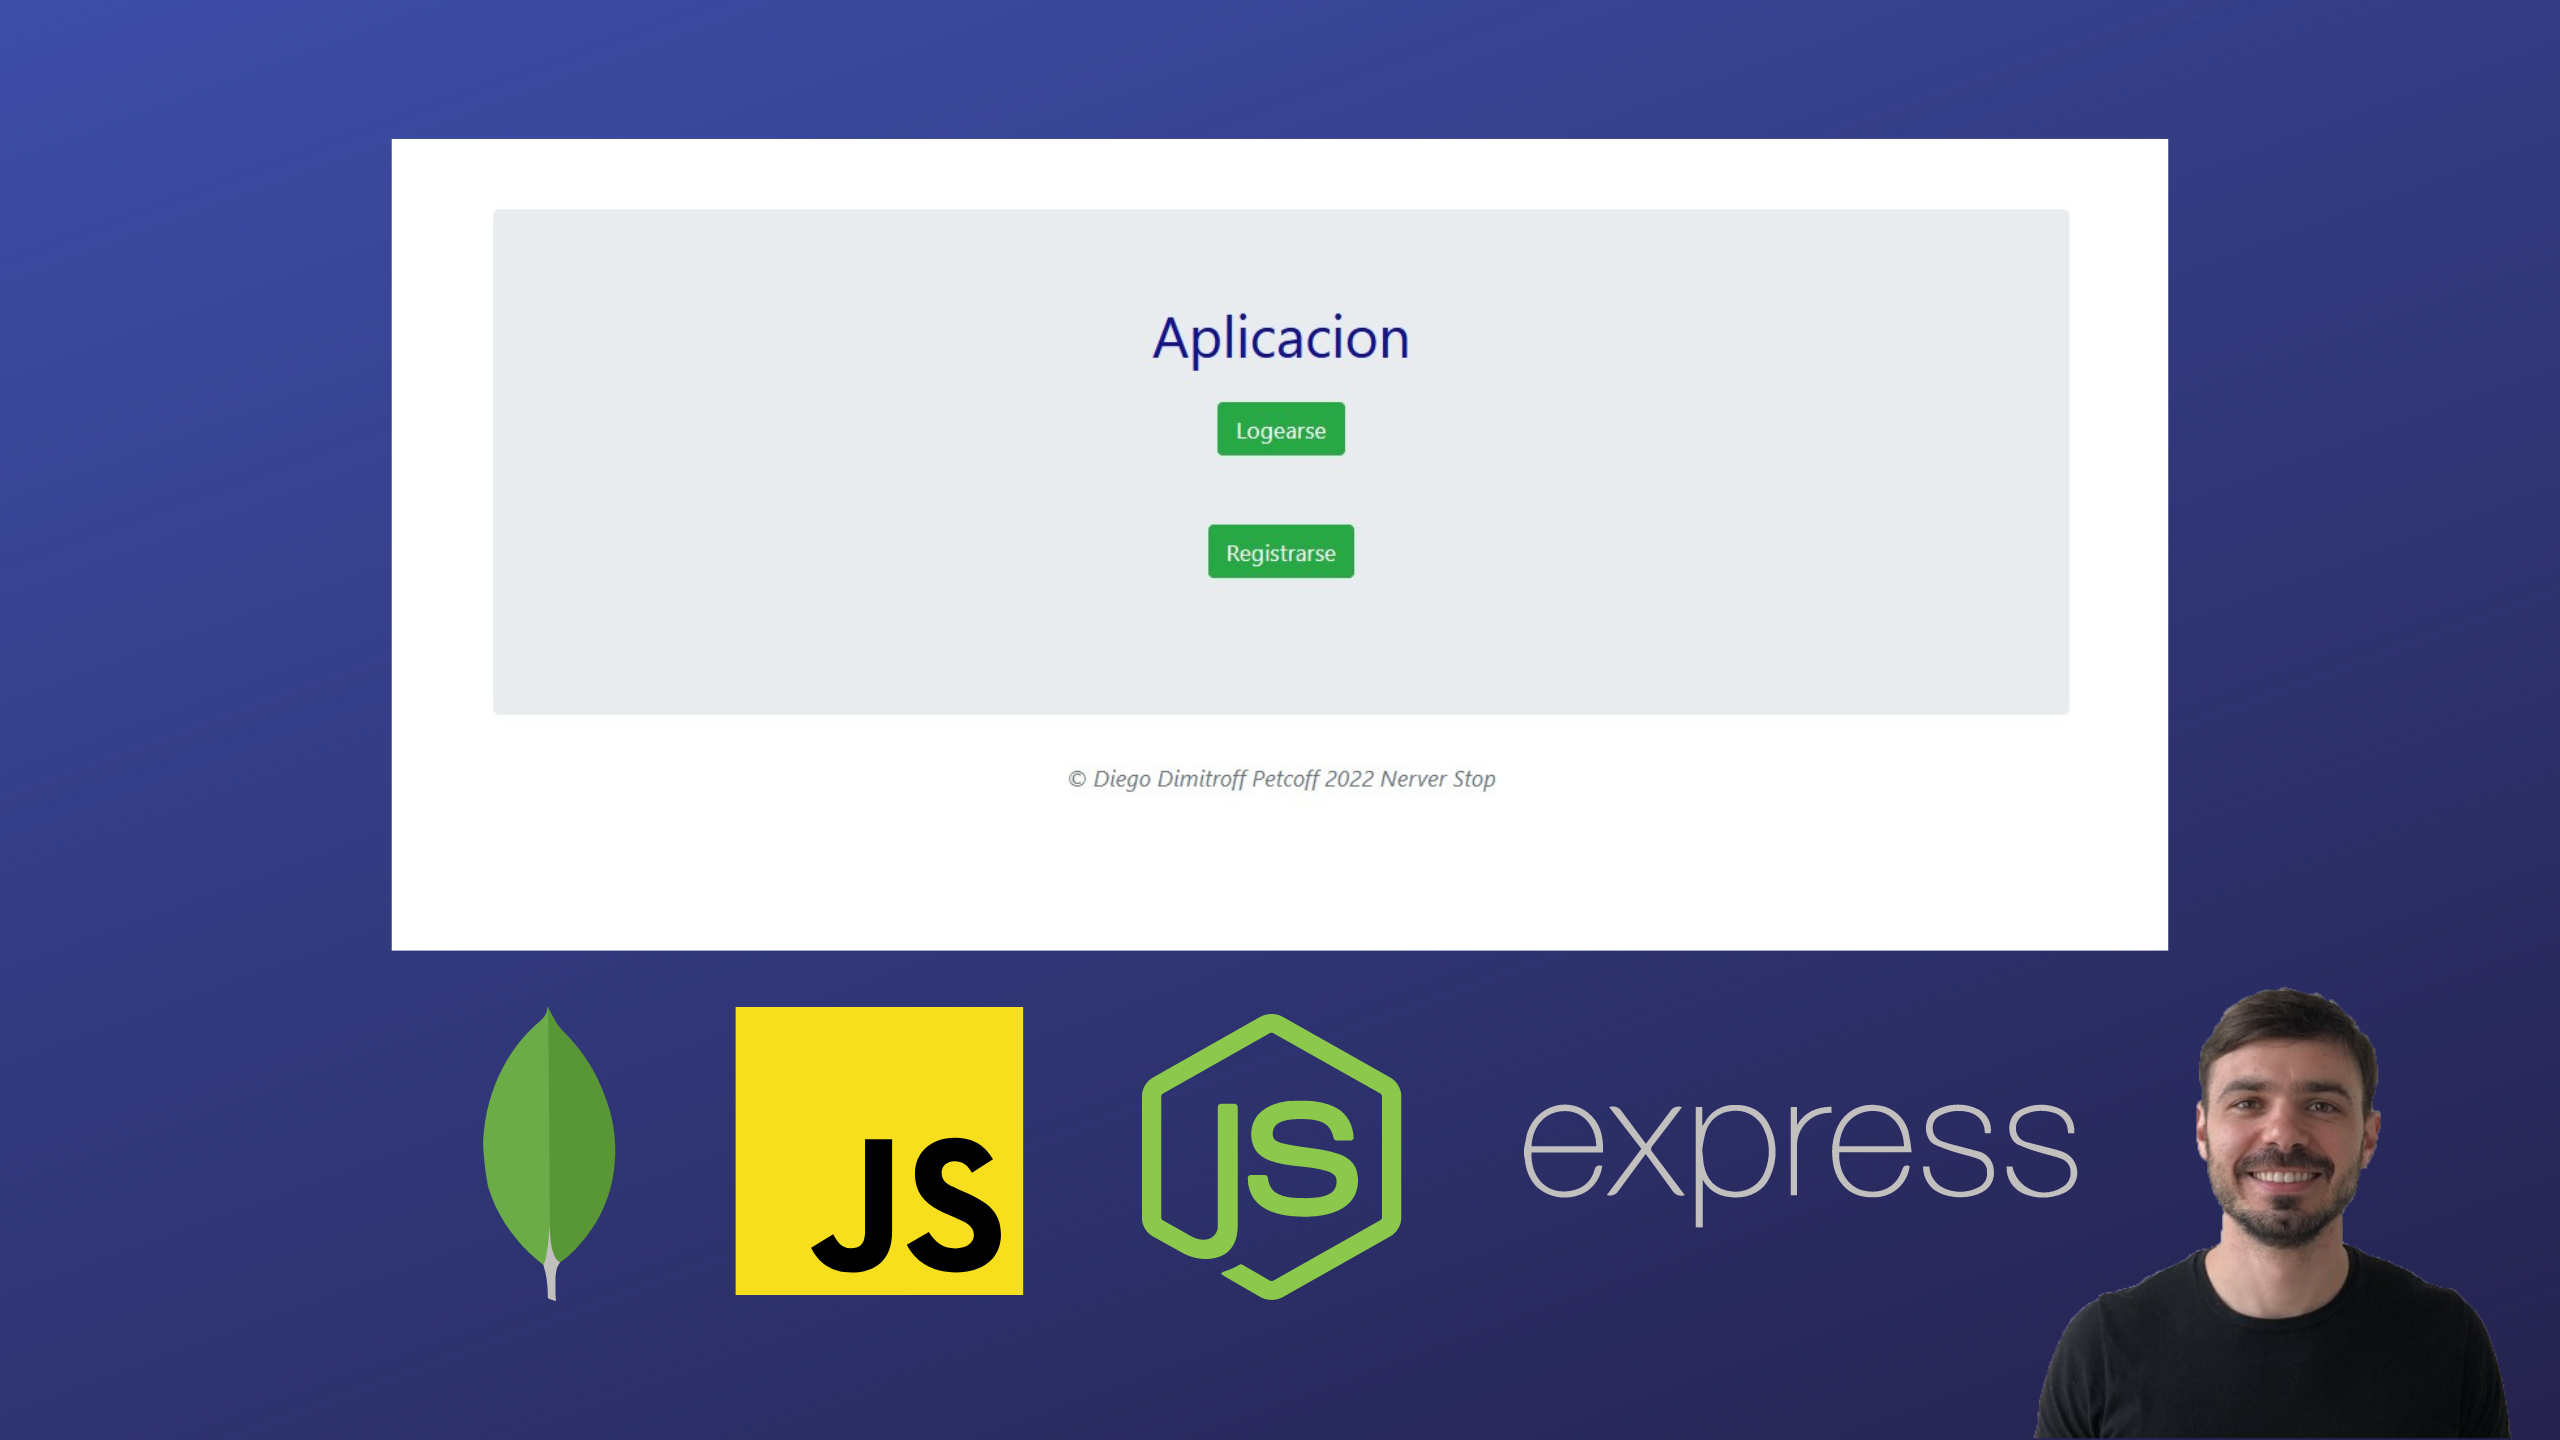 Aplicacion
Logearse
Registrarse
© Diego Dimitroff Petcoff 2022 Nerver Stop
JS
JS
express